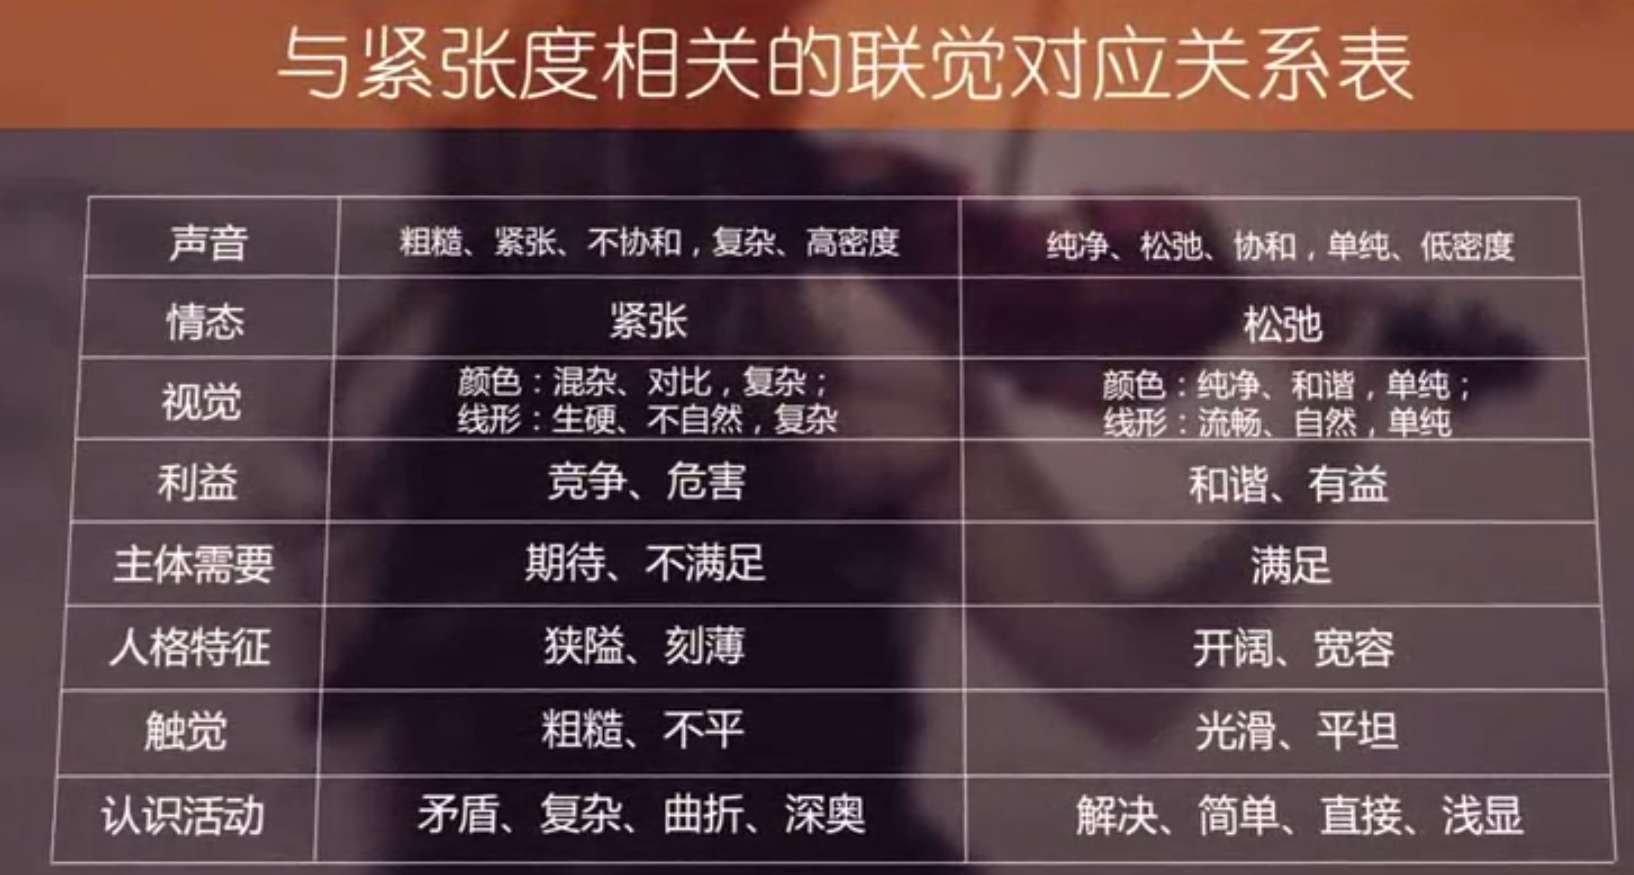 与紧张度相关的联觉对应关系表
声音 粗糙、紧张、不协和，复杂、高密度 纯净、松弛、协和，单纯、低密度
情态 紧张 松弛
视觉 颜色：混杂、对比，复杂； 颜色：纯净、和谐，单纯；
线形：生硬、不自然，复杂 线形：流畅、自然，单纯
利益 竞争、危害 和谐、有益
主体需要 期待、不满足 满足
人格特征 狭隘、刻薄 开阔、宽容
触觉 粗糙、不平 光滑、平坦
认识活动 矛盾、复杂、曲折、深奥 解决、简单、直接、浅显